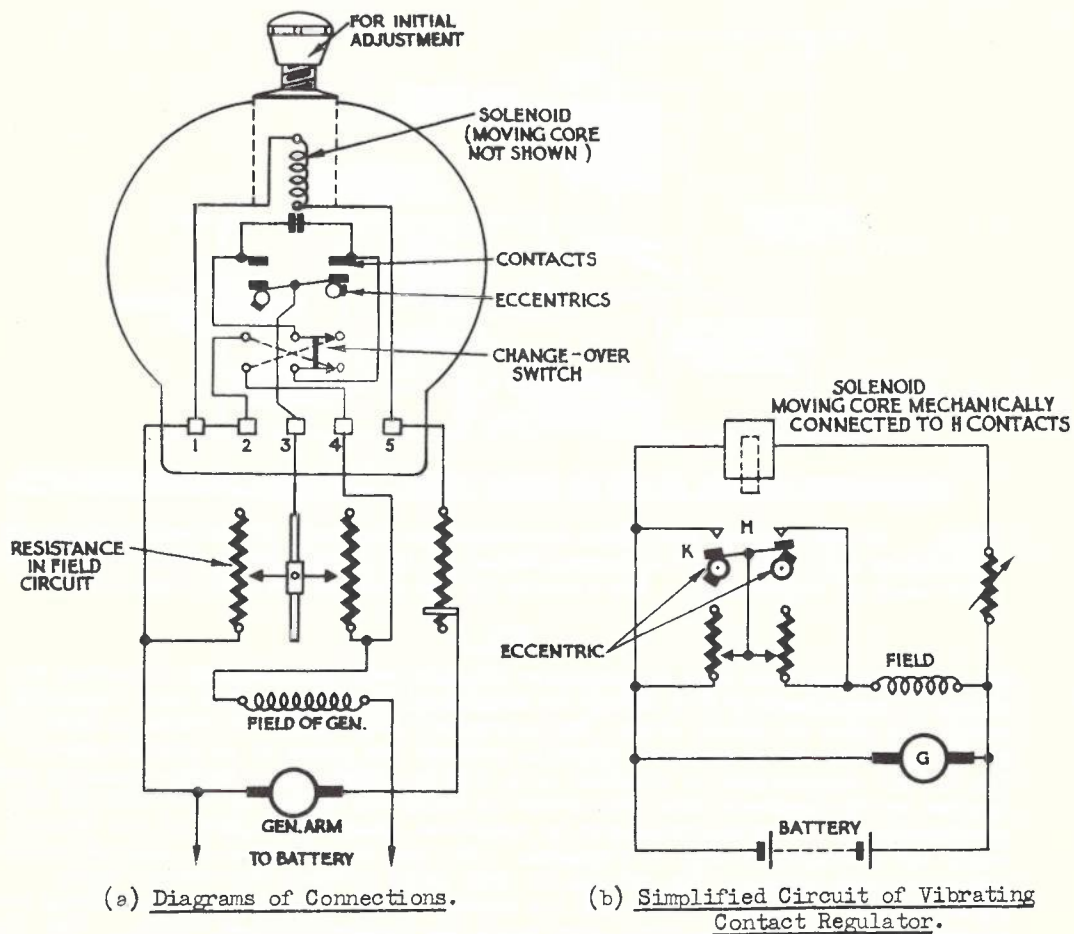 FOR INITIAL
ADJUSTMENT
SOLENOID
(MOVING CORE
NOT SHOWN)
CONTACTS
ECCENTRICS
CHANGE-OVER
SWITCH
1 2 3 4 5
RESISTANCE
IN FIELD
CIRCUIT
FIELD OF GEN.
GEN. ARM
TO BATTERY
(a) Diagrams of Connections.
SOLENOID
MOVING CORE MECHANICALLY
CONNECTED TO H CONTACTS
H
K
ECCENTRIC
FIELD
G
BATTERY
(b) Simplified Circuit of Vibrating
Contact Regulator.